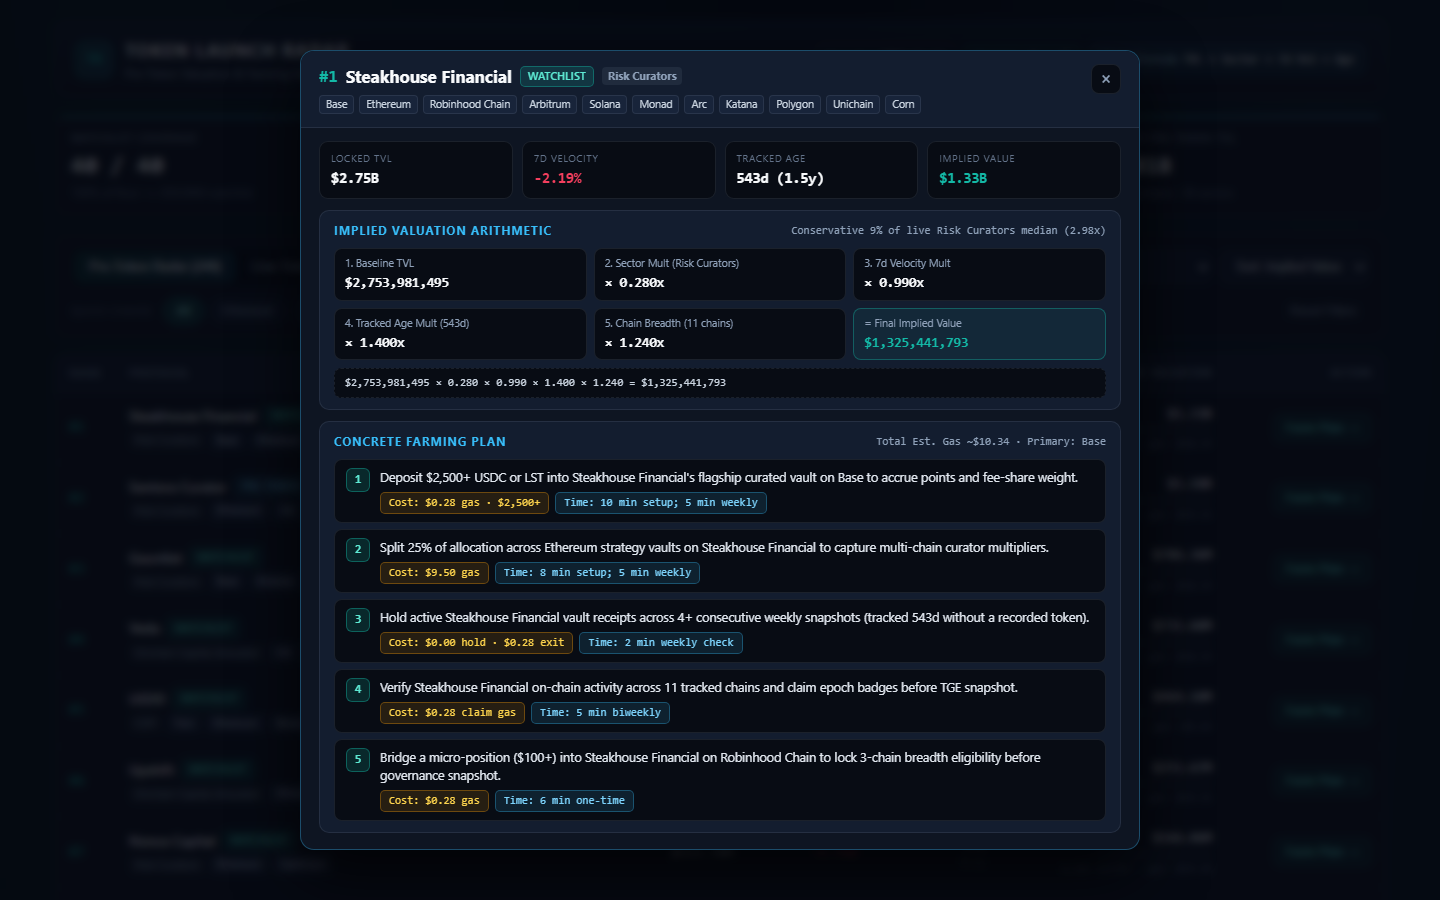 #1 Steakhouse Financial WATCHLIST Risk Curators ×
Base Ethereum Robinhood Chain Arbitrum Solana Monad Arc Katana Polygon Unichain Corn
LOCKED TVL 7D VELOCITY TRACKED AGE IMPLIED VALUE
$2.75B -2.19% 543d (1.5y) $1.33B
IMPLIED VALUATION ARITHMETIC Conservative 9% of live Risk Curators median (2.98x)
1. Baseline TVL 2. Sector Mult (Risk Curators) 3. 7d Velocity Mult
$2,753,981,495 × 0.280x × 0.990x
4. Tracked Age Mult (543d) 5. Chain Breadth (11 chains) = Final Implied Value
× 1.400x × 1.240x $1,325,441,793
$2,753,981,495 × 0.280 × 0.990 × 1.400 × 1.240 = $1,325,441,793
CONCRETE FARMING PLAN Total Est. Gas ~$10.34 · Primary: Base
1 Deposit $2,500+ USDC or LST into Steakhouse Financial's flagship curated vault on Base to accrue points and fee-share weight.
Cost: $0.28 gas · $2,500+ Time: 10 min setup; 5 min weekly
2 Split 25% of allocation across Ethereum strategy vaults on Steakhouse Financial to capture multi-chain curator multipliers.
Cost: $9.50 gas Time: 8 min setup; 5 min weekly
3 Hold active Steakhouse Financial vault receipts across 4+ consecutive weekly snapshots (tracked 543d without a recorded token).
Cost: $0.00 hold · $0.28 exit Time: 2 min weekly check
4 Verify Steakhouse Financial on-chain activity across 11 tracked chains and claim epoch badges before TGE snapshot.
Cost: $0.28 claim gas Time: 5 min biweekly
5 Bridge a micro-position ($100+) into Steakhouse Financial on Robinhood Chain to lock 3-chain breadth eligibility before
governance snapshot.
Cost: $0.28 gas Time: 6 min one-time